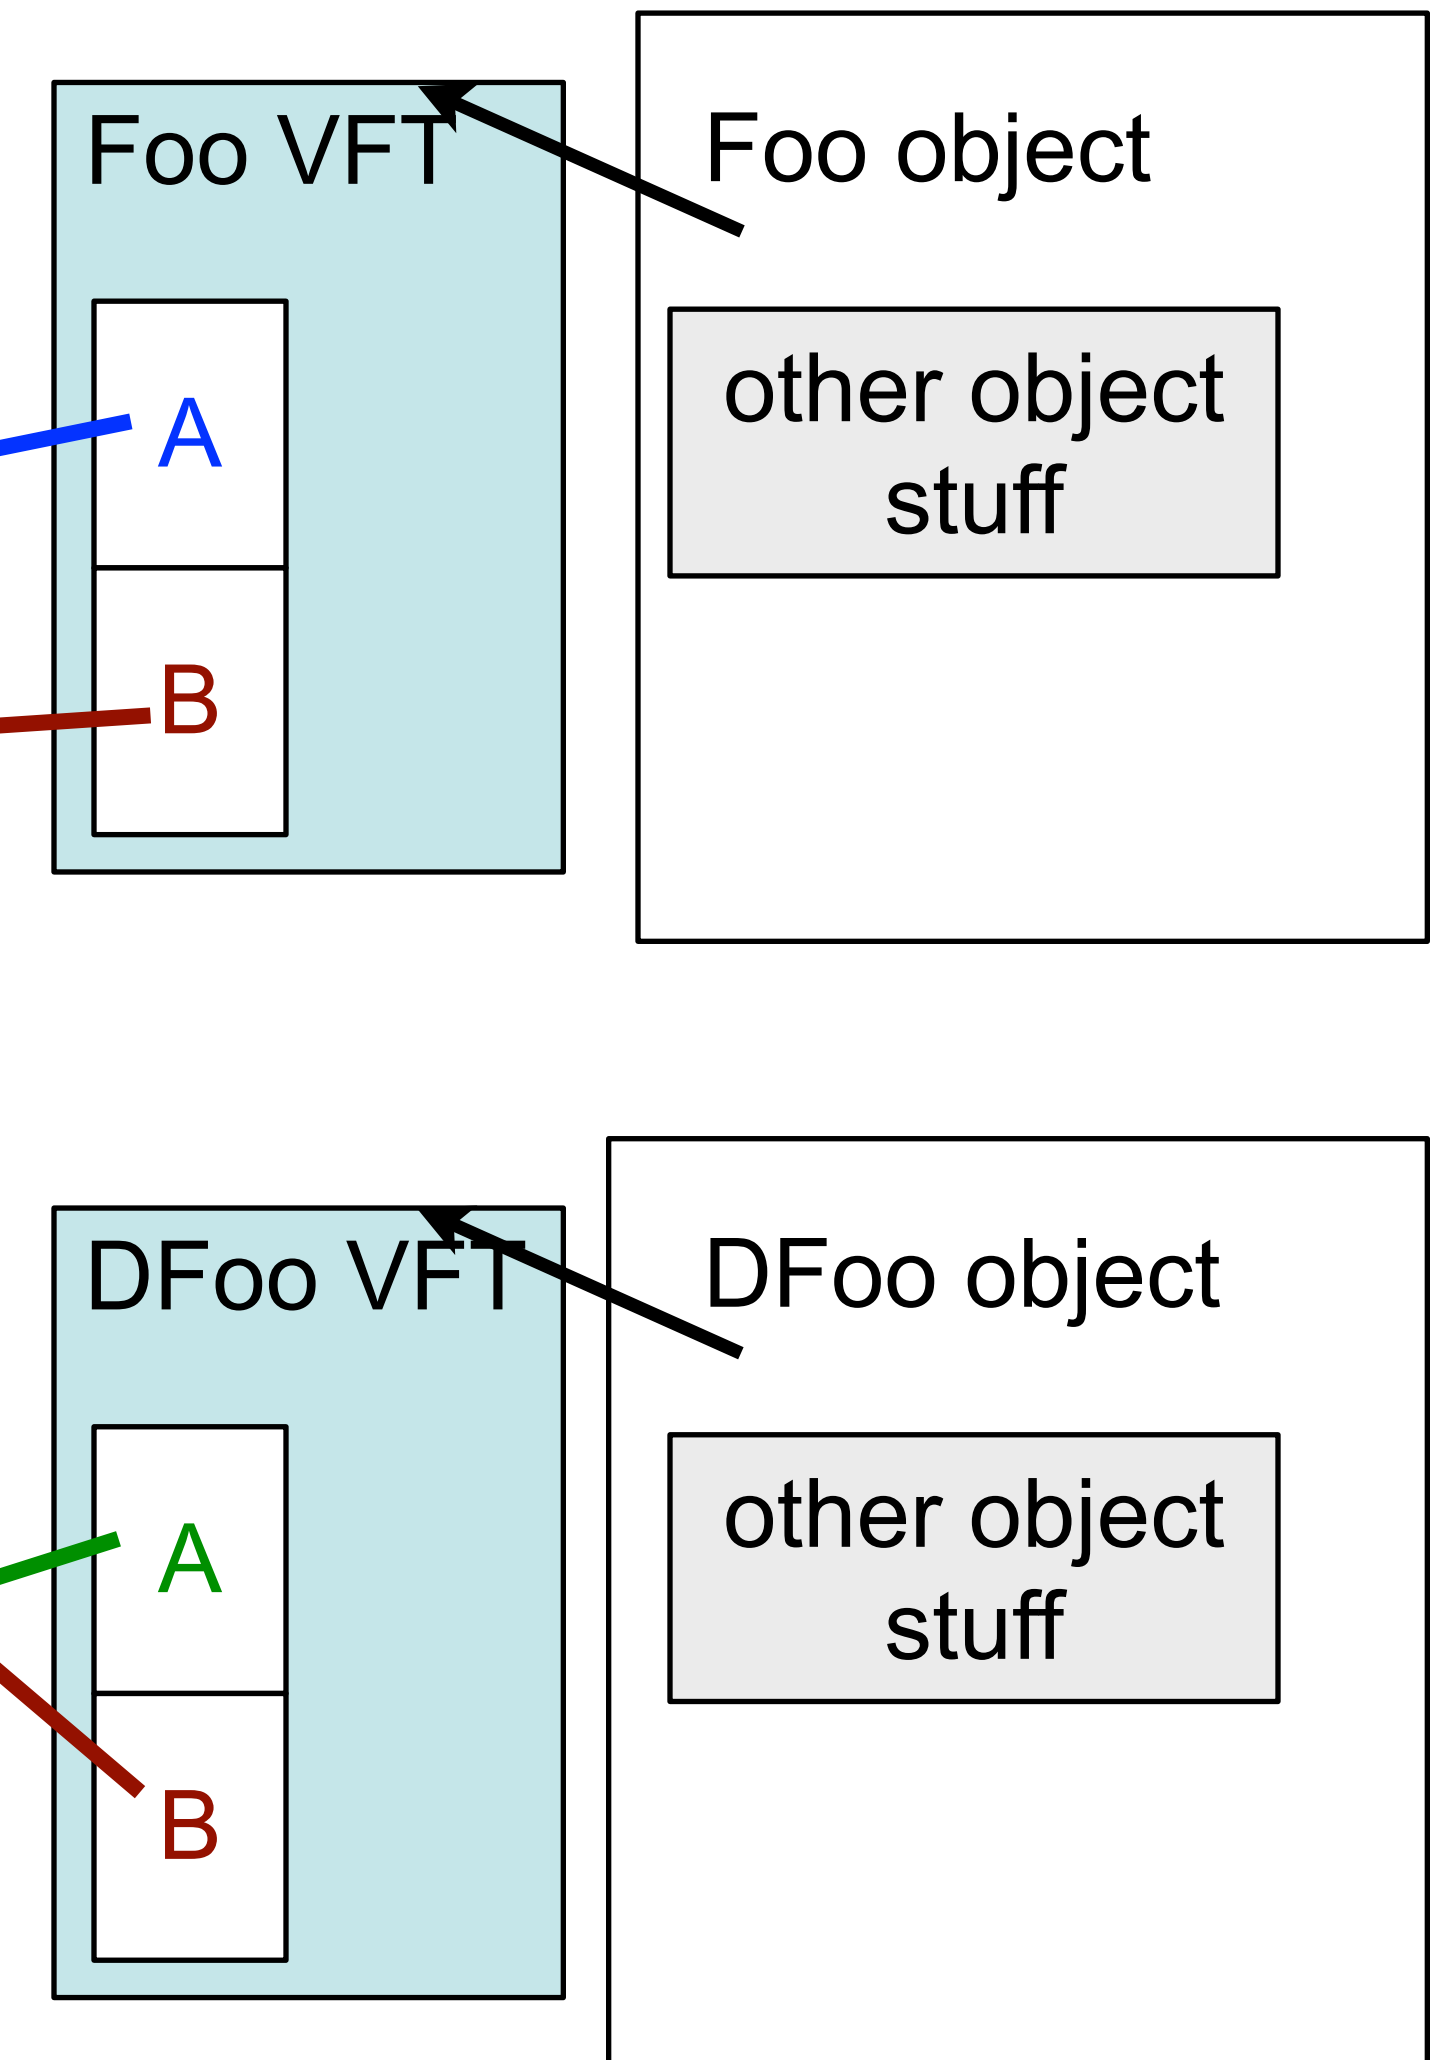 Foo VFT
Foo object
A
other object
stuff
B
DFoo VFT
DFoo object
A
other object
stuff
B